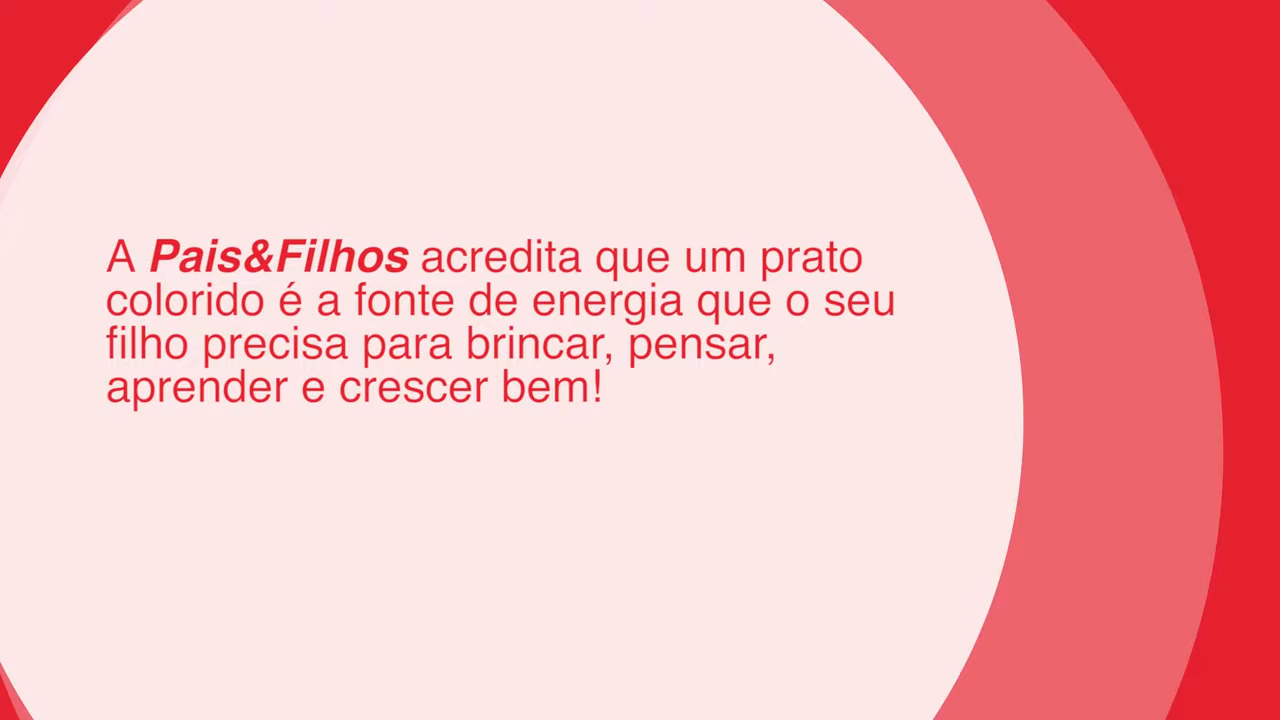 A Pais&Filhos acredita que um prato
colorido é a fonte de energia que o seu
filho precisa para brincar, pensar,
aprender e crescer bem!